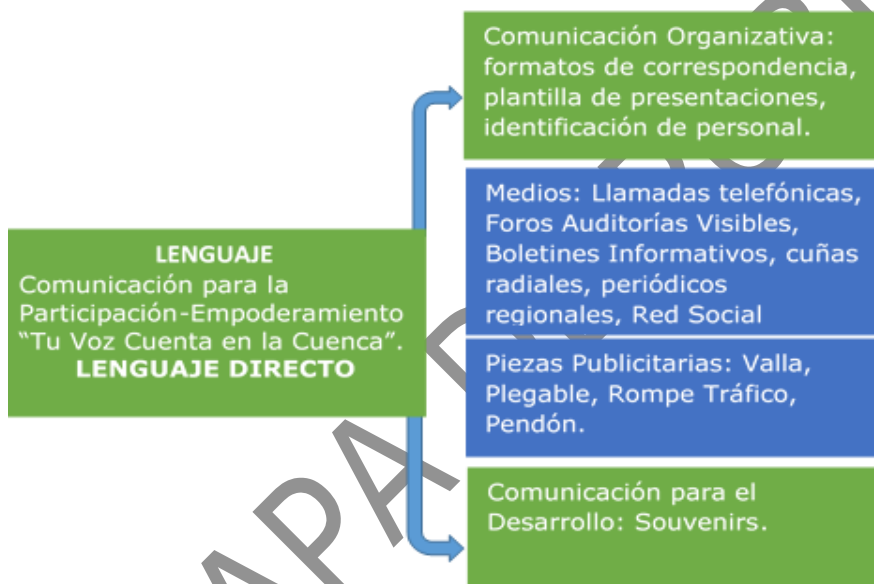 LENGUAJE
Comunicación para la
Participación-Empoderamiento
“Tu Voz Cuenta en la Cuenca”.
LENGUAJE DIRECTO
Comunicación Organizativa:
formatos de correspondencia,
plantilla de presentaciones,
identificación de personal.
Medios: Llamadas telefónicas,
Foros Auditorías Visibles,
Boletines Informativos, cuñas
radiales, periódicos
regionales, Red Social
Piezas Publicitarias: Valla,
Plegable, Rompe Tráfico,
Pendón.
Comunicación para el
Desarrollo: Souvenirs.